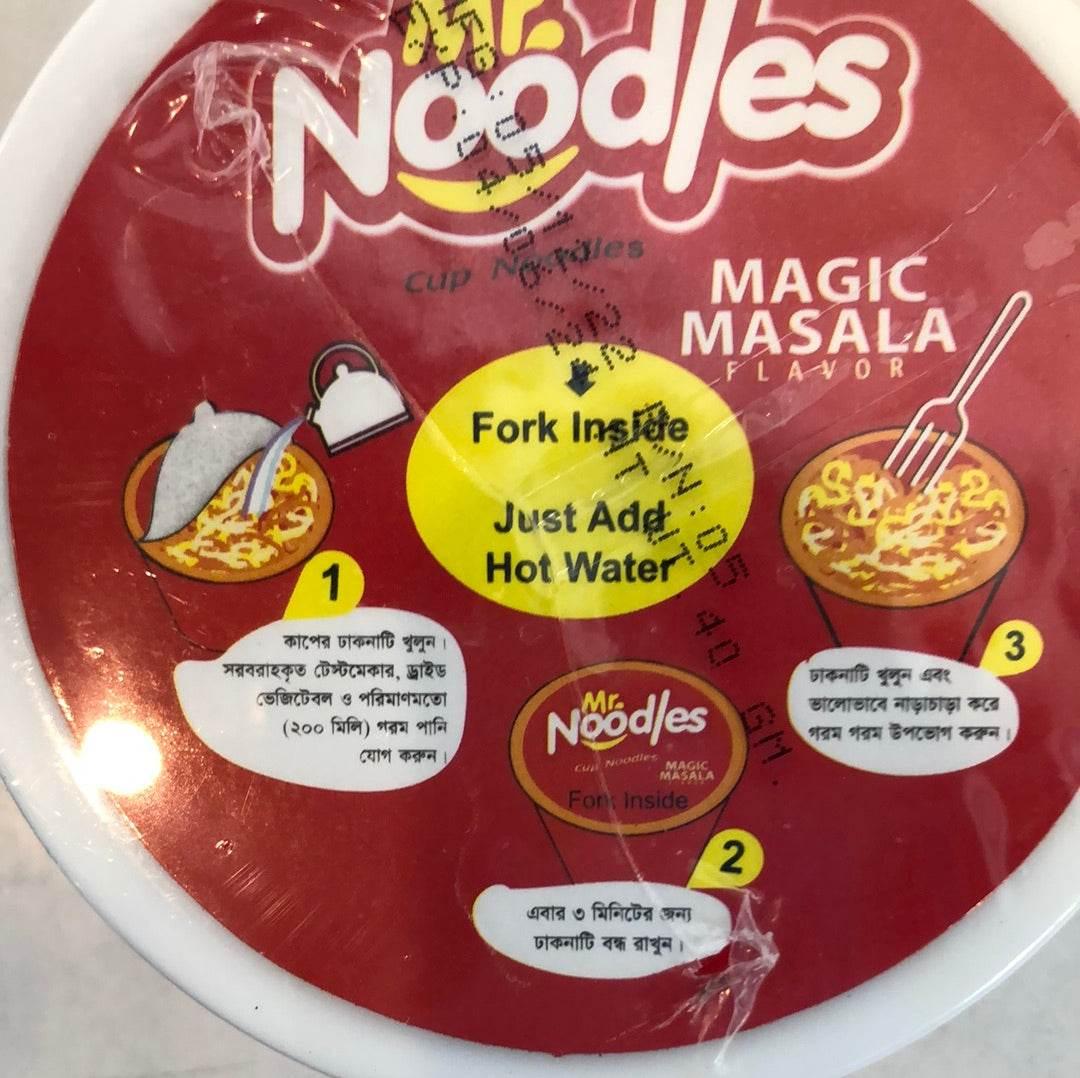 Mr.
Noodles
Cup Noodles
MAGIC
MASALA
FLAVOR
Fork Inside
Just Add
Hot Water
1
কাপের ঢাকনাটি খুলুন।
সরবরাহকৃত টেস্টমেকার, ড্রাইড
ভেজিটেবল ও পরিমাণমতো
(২০০ মিলি) গরম পানি
যোগ করুন।
Mr.
Noodles
Cup Noodles
MAGIC
MASALA
Fork Inside
2
এবার ৩ মিনিটের জন্য
ঢাকনাটি বন্ধ রাখুন।
3
ঢাকনাটি খুলুন এবং
ভালোভাবে নাড়াচাড়া করে
গরম গরম উপভোগ করুন।
40 GM.